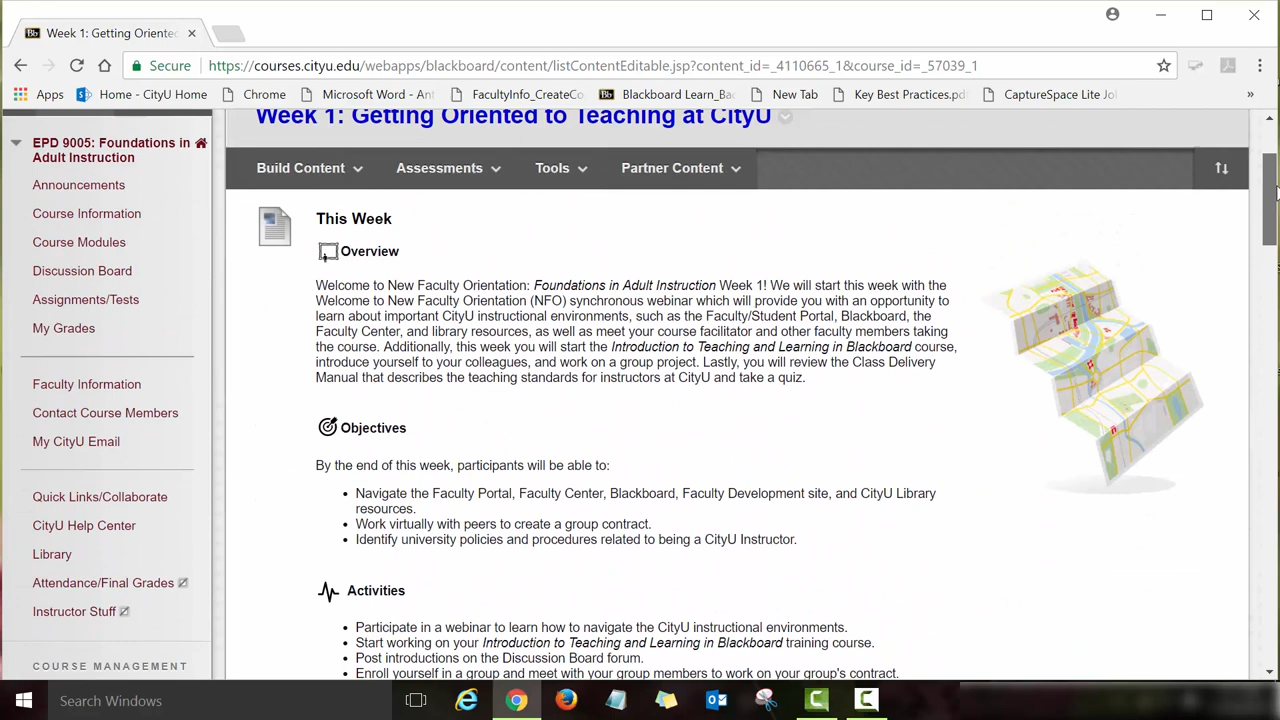 Week 1: Getting Oriente
Secure
https://courses.cityu.edu/webapps/blackboard/content/listContentEditable.jsp?content_id=_4110665_1&course_id=_57039_1
Apps
Home - CityU Home
Chrome
Microsoft Word - Ant
FacultyInfo_CreateCo
Blackboard Learn_Bac
New Tab
Key Best Practices.pd
CaptureSpace Lite Jo
»
EPD 9005: Foundations in
Adult Instruction
Announcements
Course Information
Course Modules
Discussion Board
Assignments/Tests
My Grades
Faculty Information
Contact Course Members
My CityU Email
Quick Links/Collaborate
CityU Help Center
Library
Attendance/Final Grades
Instructor Stuff
COURSE MANAGEMENT
Week 1: Getting Oriented to Teaching at CityU
Build Content
Assessments
Tools
Partner Content
This Week
Overview
Welcome to New Faculty Orientation: Foundations in Adult Instruction Week 1! We will start this week with the
Welcome to New Faculty Orientation (NFO) synchronous webinar which will provide you with an opportunity to
learn about important CityU instructional environments, such as the Faculty/Student Portal, Blackboard, the
Faculty Center, and library resources, as well as meet your course facilitator and other faculty members taking
the course. Additionally, this week you will start the Introduction to Teaching and Learning in Blackboard course,
introduce yourself to your colleagues, and work on a group project. Lastly, you will review the Class Delivery
Manual that describes the teaching standards for instructors at CityU and take a quiz.
Objectives
By the end of this week, participants will be able to:
• Navigate the Faculty Portal, Faculty Center, Blackboard, Faculty Development site, and CityU Library
resources.
• Work virtually with peers to create a group contract.
• Identify university policies and procedures related to being a CityU Instructor.
Activities
• Participate in a webinar to learn how to navigate the CityU instructional environments.
• Start working on your Introduction to Teaching and Learning in Blackboard training course.
• Post introductions on the Discussion Board forum.
• Enroll yourself in a group and meet with your group members to work on your group's contract.
Search Windows